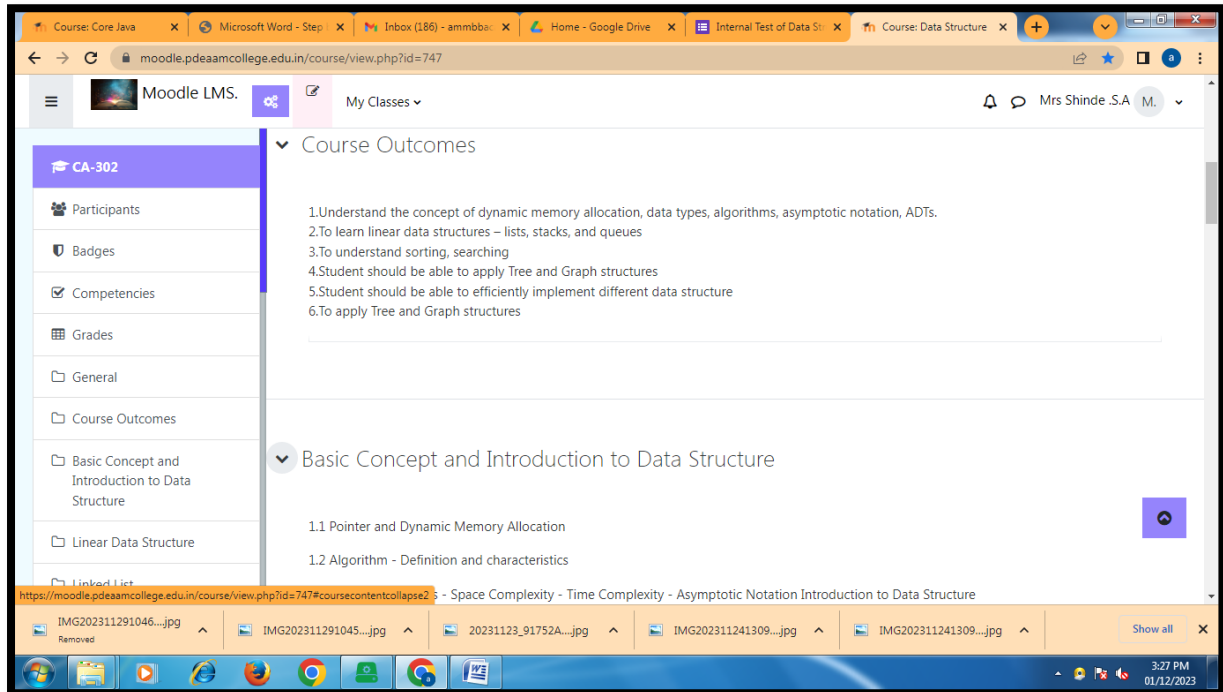 Course: Core Java
Microsoft Word - Step
Inbox (186) - ammbbac
Home - Google Drive
Internal Test of Data Str
Course: Data Structure
moodle.pdeaamcollege.edu.in/course/view.php?id=747
a
Moodle LMS.
My Classes
Mrs Shinde .S.A
M.
CA-302
Participants
Badges
Competencies
Grades
General
Course Outcomes
Basic Concept and
Introduction to Data
Structure
Linear Data Structure
Linked List
Course Outcomes
1.Understand the concept of dynamic memory allocation, data types, algorithms, asymptotic notation, ADTs.
2.To learn linear data structures – lists, stacks, and queues
3.To understand sorting, searching
4.Student should be able to apply Tree and Graph structures
5.Student should be able to efficiently implement different data structure
6.To apply Tree and Graph structures
Basic Concept and Introduction to Data Structure
1.1 Pointer and Dynamic Memory Allocation
1.2 Algorithm - Definition and characteristics
- Space Complexity - Time Complexity - Asymptotic Notation Introduction to Data Structure
https://moodle.pdeaamcollege.edu.in/course/view.php?id=747#coursecontentcollapse2
IMG202311291046....jpg
Removed
IMG202311291045....jpg
20231123_91752A....jpg
IMG202311241309....jpg
IMG202311241309....jpg
Show all
3:27 PM
01/12/2023